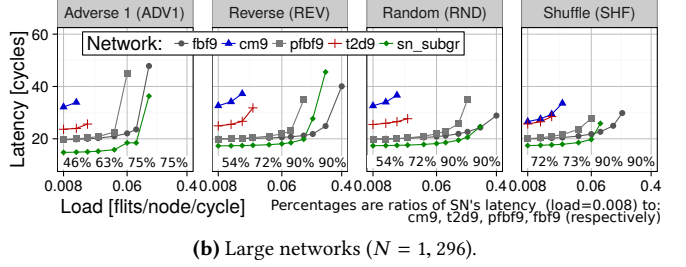 Adverse 1 (ADV1) Reverse (REV) Random (RND) Shuffle (SHF)
Network: fbf9 cm9 pfbf9 t2d9 sn_subgr
Latency [cycles]
60
40
20
46% 63% 75% 75% 54% 72% 90% 90% 54% 72% 90% 90% 72% 73% 90% 90%
0.008 0.06 0.4 0.008 0.06 0.4 0.008 0.06 0.4 0.008 0.06 0.4
Load [flits/node/cycle]
Percentages are ratios of SN's latency (load=0.008) to:
cm9, t2d9, pfbf9, fbf9 (respectively)
(b) Large networks (N = 1, 296).